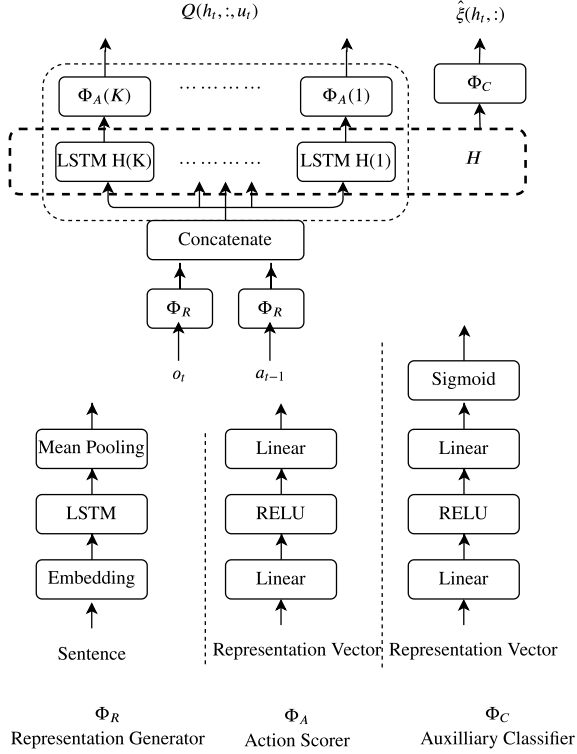 Q(h_t, :, u_t)
ξ̂(h_t, :)
Φ_A(K)
............
Φ_A(1)
Φ_C
LSTM H(K)
............
LSTM H(1)
H
Concatenate
Φ_R
Φ_R
o_t
a_{t−1}
Sigmoid
Mean Pooling
Linear
Linear
LSTM
RELU
RELU
Embedding
Linear
Linear
Sentence
Representation Vector
Representation Vector
Φ_R
Φ_A
Φ_C
Representation Generator
Action Scorer
Auxilliary Classifier